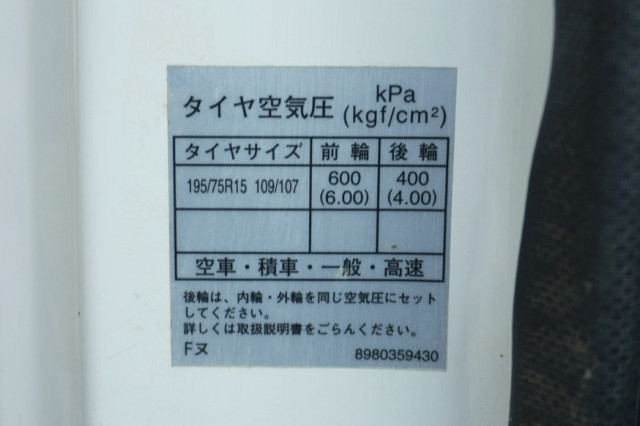 タイヤ空気圧 kPa
(kgf/cm²)
タイヤサイズ 前輪 後輪
195/75R15 109/107 600 400
(6.00) (4.00)
空車・積車・一般・高速
後輪は、内輪・外輪を同じ空気圧にセット
してください。
詳しくは取扱説明書をごらんください。
Fヌ 8980359430